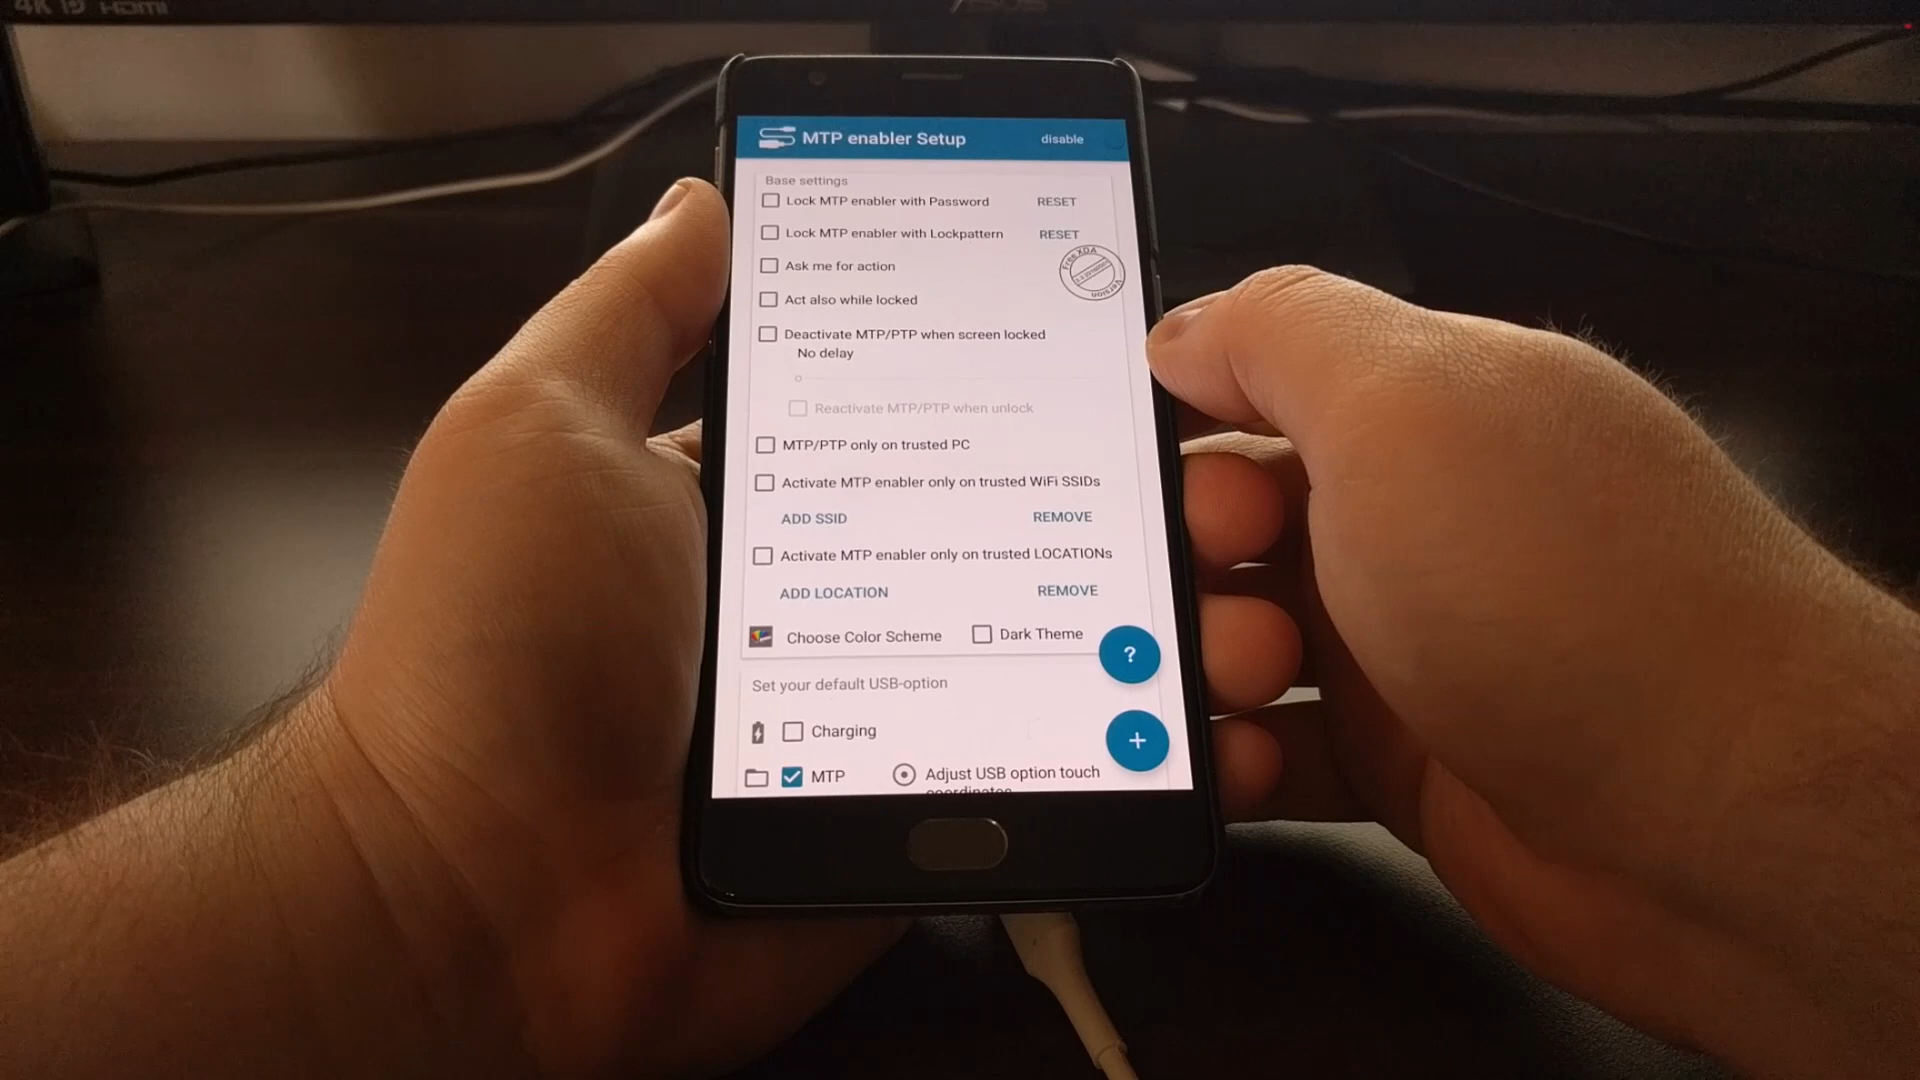 4K HDMI
ASUS
MTP enabler Setup disable
Base settings
Lock MTP enabler with Password RESET
Lock MTP enabler with Lockpattern RESET
Free XDA
Version
Ask me for action
Act also while locked
Deactivate MTP/PTP when screen locked
No delay
Reactivate MTP/PTP when unlock
MTP/PTP only on trusted PC
Activate MTP enabler only on trusted WiFi SSIDs
ADD SSID REMOVE
Activate MTP enabler only on trusted LOCATIONs
ADD LOCATION REMOVE
Choose Color Scheme Dark Theme
?
Set your default USB-option
Charging
+
MTP Adjust USB option touch
coordinates